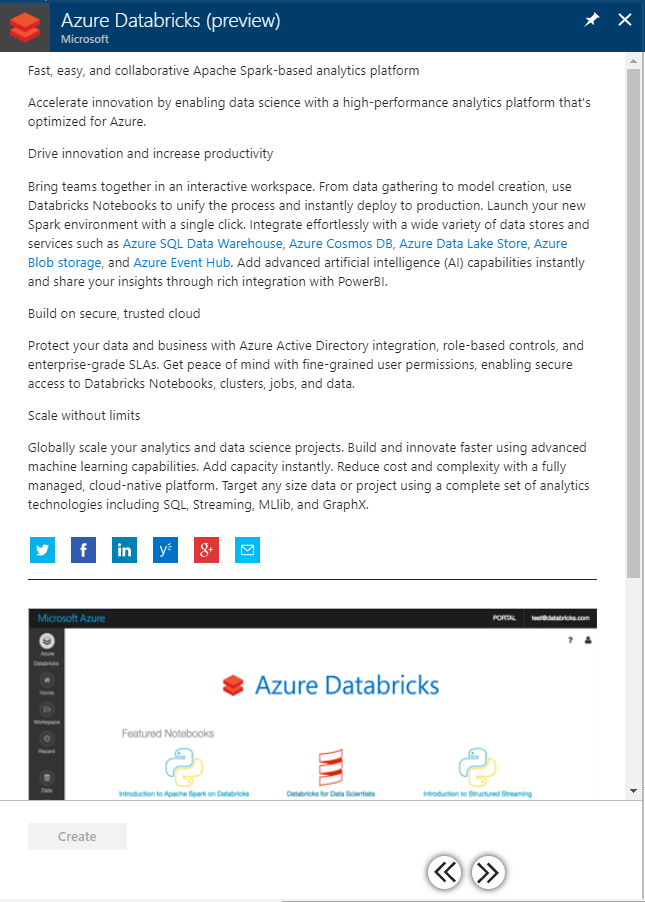 Azure Databricks (preview)
Microsoft
Fast, easy, and collaborative Apache Spark-based analytics platform
Accelerate innovation by enabling data science with a high-performance analytics platform that's
optimized for Azure.
Drive innovation and increase productivity
Bring teams together in an interactive workspace. From data gathering to model creation, use
Databricks Notebooks to unify the process and instantly deploy to production. Launch your new
Spark environment with a single click. Integrate effortlessly with a wide variety of data stores and
services such as Azure SQL Data Warehouse, Azure Cosmos DB, Azure Data Lake Store, Azure
Blob storage, and Azure Event Hub. Add advanced artificial intelligence (AI) capabilities instantly
and share your insights through rich integration with PowerBI.
Build on secure, trusted cloud
Protect your data and business with Azure Active Directory integration, role-based controls, and
enterprise-grade SLAs. Get peace of mind with fine-grained user permissions, enabling secure
access to Databricks Notebooks, clusters, jobs, and data.
Scale without limits
Globally scale your analytics and data science projects. Build and innovate faster using advanced
machine learning capabilities. Add capacity instantly. Reduce cost and complexity with a fully
managed, cloud-native platform. Target any size data or project using a complete set of analytics
technologies including SQL, Streaming, MLlib, and GraphX.
f in y g+
Microsoft Azure PORTAL test@databricks.com
?
Azure
Databricks
Home
Workspace
Recent
Data
Azure Databricks
Featured Notebooks
Introduction to Apache Spark on Databricks Databricks for Data Scientists Introduction to Structured Streaming
Create